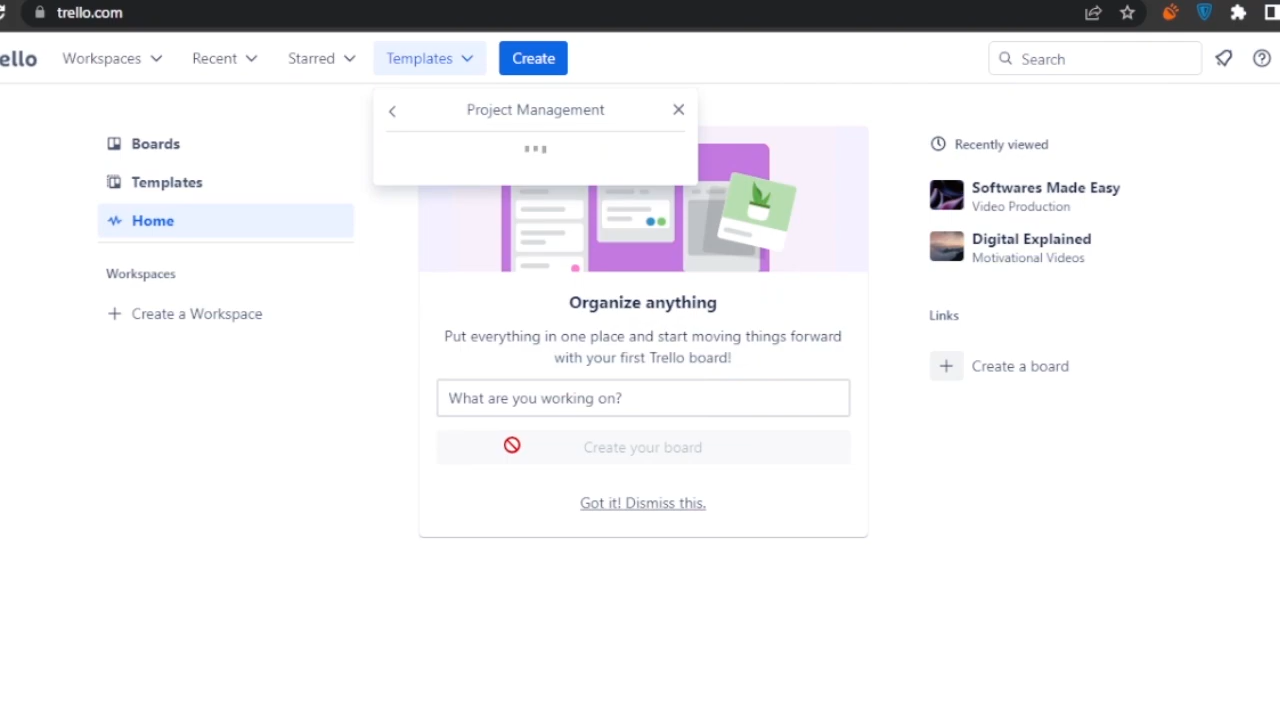 trello.com
ello
Workspaces
Recent
Starred
Templates
Create
Search
Project Management
Boards
Templates
Home
Workspaces
Create a Workspace
Organize anything
Put everything in one place and start moving things forward
with your first Trello board!
What are you working on?
Create your board
Got it! Dismiss this.
Recently viewed
Softwares Made Easy
Video Production
Digital Explained
Motivational Videos
Links
Create a board